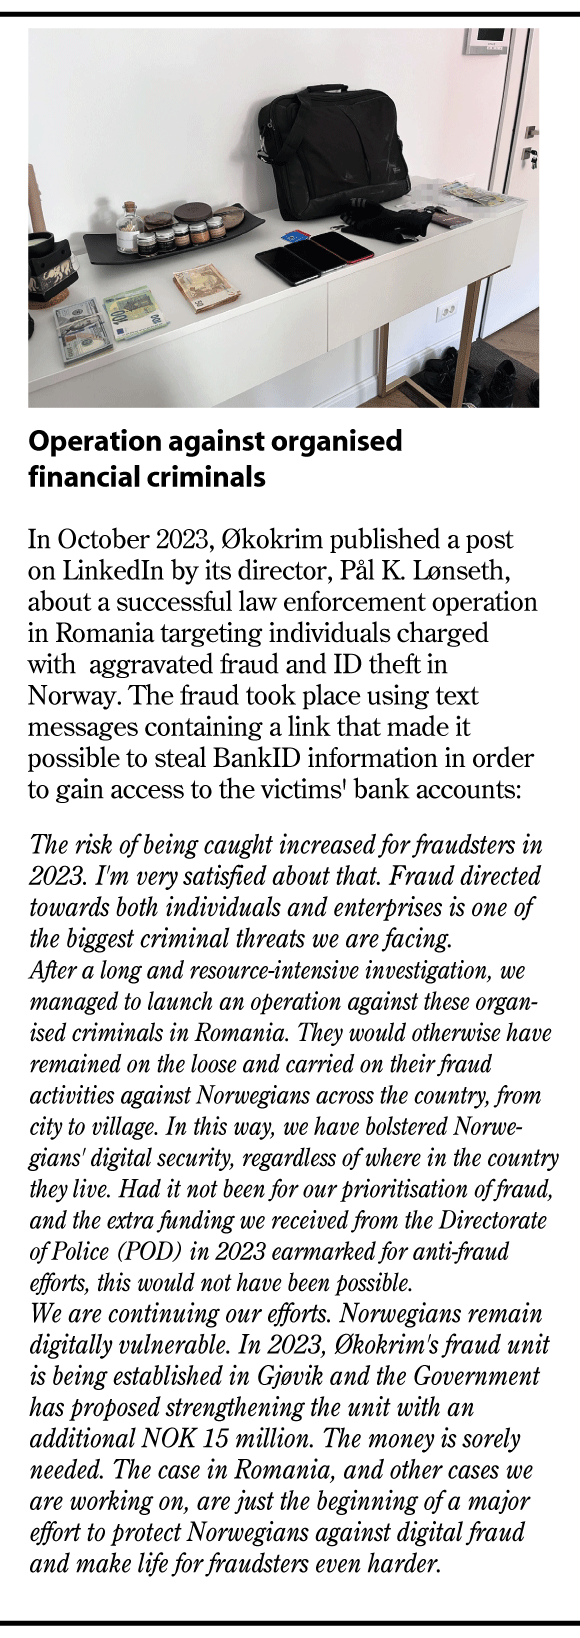 Operation against organised
financial criminals
In October 2023, Økokrim published a post
on LinkedIn by its director, Pål K. Lønseth,
about a successful law enforcement operation
in Romania targeting individuals charged
with  aggravated fraud and ID theft in
Norway. The fraud took place using text
messages containing a link that made it
possible to steal BankID information in order
to gain access to the victims' bank accounts:
The risk of being caught increased for fraudsters in
2023. I'm very satisfied about that. Fraud directed
towards both individuals and enterprises is one of
the biggest criminal threats we are facing.
After a long and resource-intensive investigation, we
managed to launch an operation against these organ-
ised criminals in Romania. They would otherwise have
remained on the loose and carried on their fraud
activities against Norwegians across the country, from
city to village. In this way, we have bolstered Norwe-
gians' digital security, regardless of where in the country
they live. Had it not been for our prioritisation of fraud,
and the extra funding we received from the Directorate
of Police (POD) in 2023 earmarked for anti-fraud
efforts, this would not have been possible.
We are continuing our efforts. Norwegians remain
digitally vulnerable. In 2023, Økokrim's fraud unit
is being established in Gjøvik and the Government
has proposed strengthening the unit with an
additional NOK 15 million. The money is sorely
needed. The case in Romania, and other cases we
are working on, are just the beginning of a major
effort to protect Norwegians against digital fraud
and make life for fraudsters even harder.